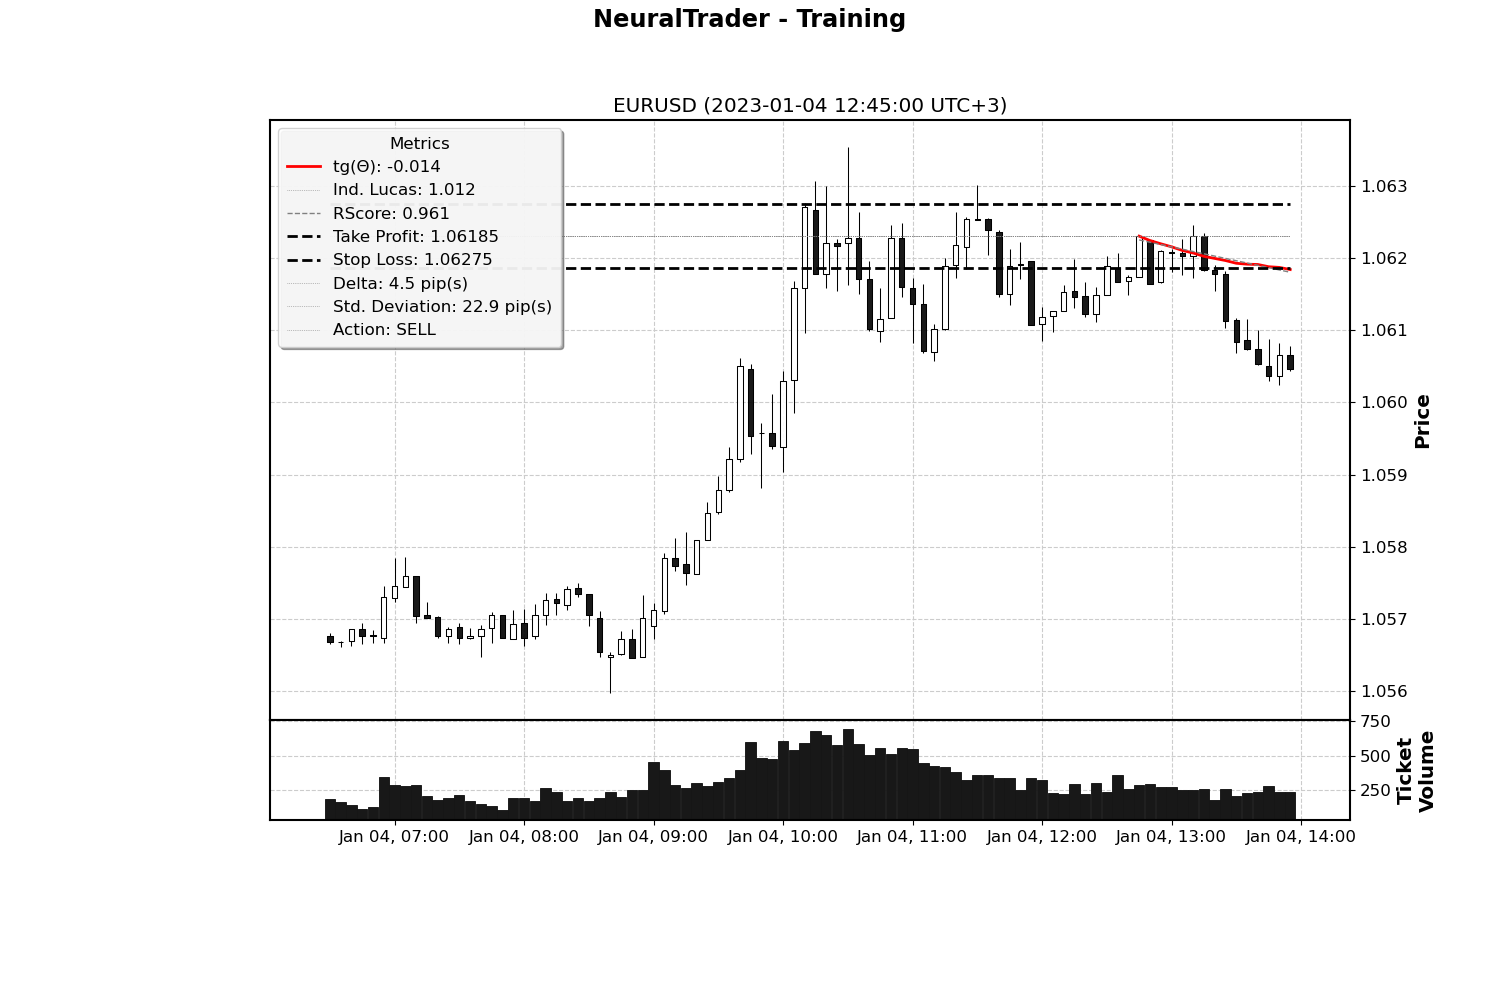 NeuralTrader - Training
EURUSD (2023-01-04 12:45:00 UTC+3)
Metrics
tg(Θ): -0.014
Ind. Lucas: 1.012
RScore: 0.961
Take Profit: 1.06185
Stop Loss: 1.06275
Delta: 4.5 pip(s)
Std. Deviation: 22.9 pip(s)
Action: SELL
1.063
1.062
1.061
1.060
1.059
1.058
1.057
1.056
Price
750
500
250
Ticket
Volume
Jan 04, 07:00
Jan 04, 08:00
Jan 04, 09:00
Jan 04, 10:00
Jan 04, 11:00
Jan 04, 12:00
Jan 04, 13:00
Jan 04, 14:00